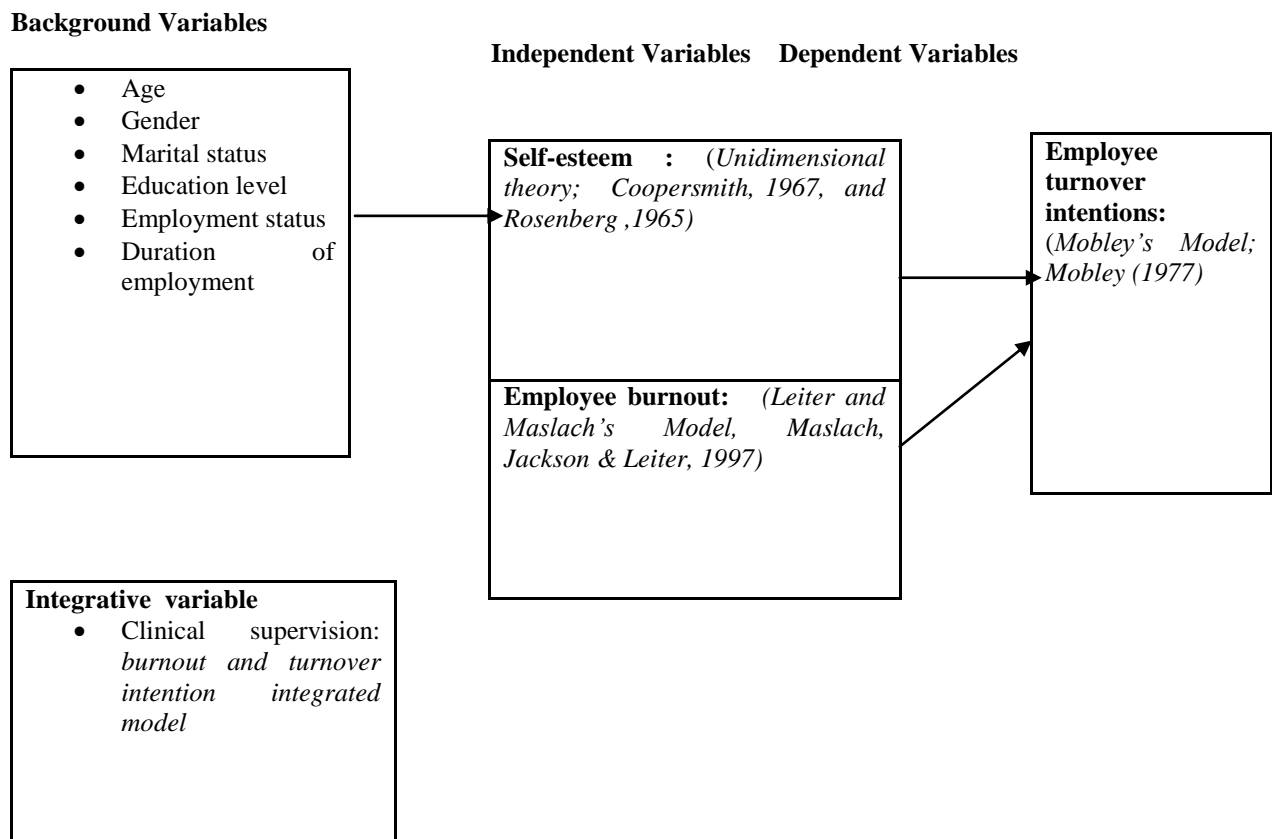 Background Variables
Independent Variables Dependent Variables
• Age
• Gender
• Marital status
• Education level
• Employment status
• Duration of
employment
Self-esteem : (Unidimensional
theory; Coopersmith, 1967, and
Rosenberg ,1965)
Employee burnout: (Leiter and
Maslach’s Model, Maslach,
Jackson & Leiter, 1997)
Employee
turnover
intentions:
(Mobley’s Model;
Mobley (1977)
Integrative variable
• Clinical supervision:
burnout and turnover
intention integrated
model